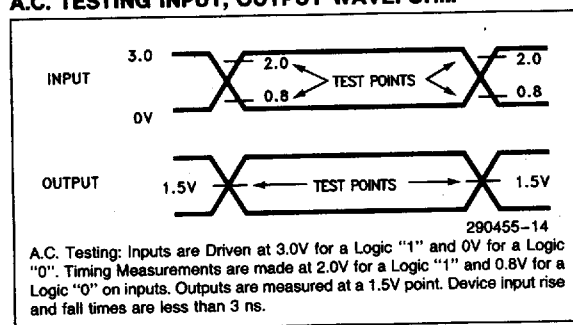 A.C. TESTING INPUT, OUTPUT WAVEFORM
3.0 2.0 2.0
INPUT TEST POINTS
0.8 0.8
0V
OUTPUT 1.5V TEST POINTS 1.5V
290455–14
A.C. Testing: Inputs are Driven at 3.0V for a Logic "1" and 0V for a Logic
"0". Timing Measurements are made at 2.0V for a Logic "1" and 0.8V for a
Logic "0" on inputs. Outputs are measured at a 1.5V point. Device input rise
and fall times are less than 3 ns.